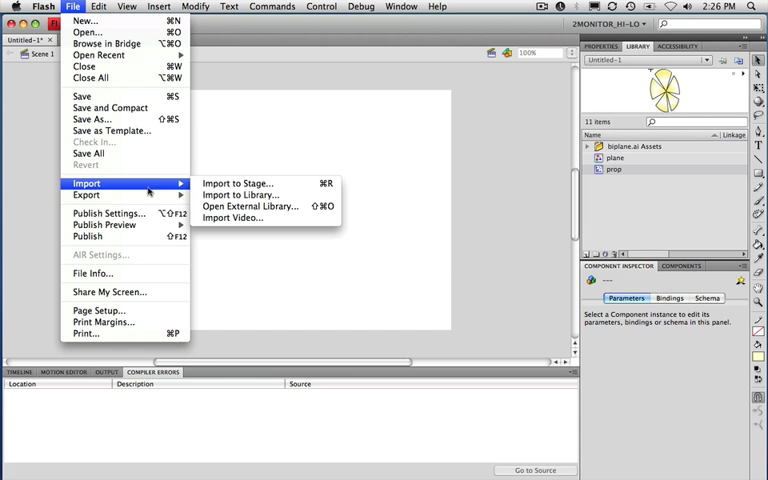 Flash File Edit View Insert Modify Text Commands Control Debug Window Help 2:26 PM
2MONITOR_HI-LO
Untitled-1*
Scene 1
100%
New... ⌘N
Open... ⌘O
Browse in Bridge ⌥⌘O
Open Recent
Close ⌘W
Close All ⌥⌘W
Save ⌘S
Save and Compact
Save As... ⇧⌘S
Save as Template...
Check In...
Save All
Revert
Import
Export
Publish Settings... ⌥⇧F12
Publish Preview
Publish ⇧F12
AIR Settings...
File Info...
Share My Screen...
Page Setup...
Print Margins...
Print... ⌘P
Import to Stage... ⌘R
Import to Library...
Open External Library... ⇧⌘O
Import Video...
PROPERTIES LIBRARY ACCESSIBILITY
Untitled-1
11 items
Name Linkage
biplane.ai Assets
plane
prop
COMPONENT INSPECTOR COMPONENTS
---
Parameters Bindings Schema
Select a Component instance to edit its
parameters, bindings or schema in this panel.
TIMELINE MOTION EDITOR OUTPUT COMPILER ERRORS
Location Description Source
Go to Source